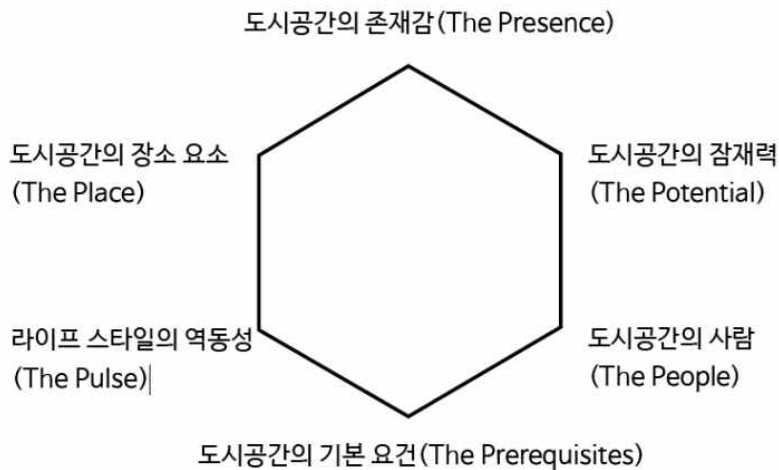 도시공간의 존재감(The Presence)
도시공간의 장소 요소
(The Place)
도시공간의 잠재력
(The Potential)
라이프 스타일의 역동성
(The Pulse)
도시공간의 사람
(The People)
도시공간의 기본 요건(The Prerequisites)